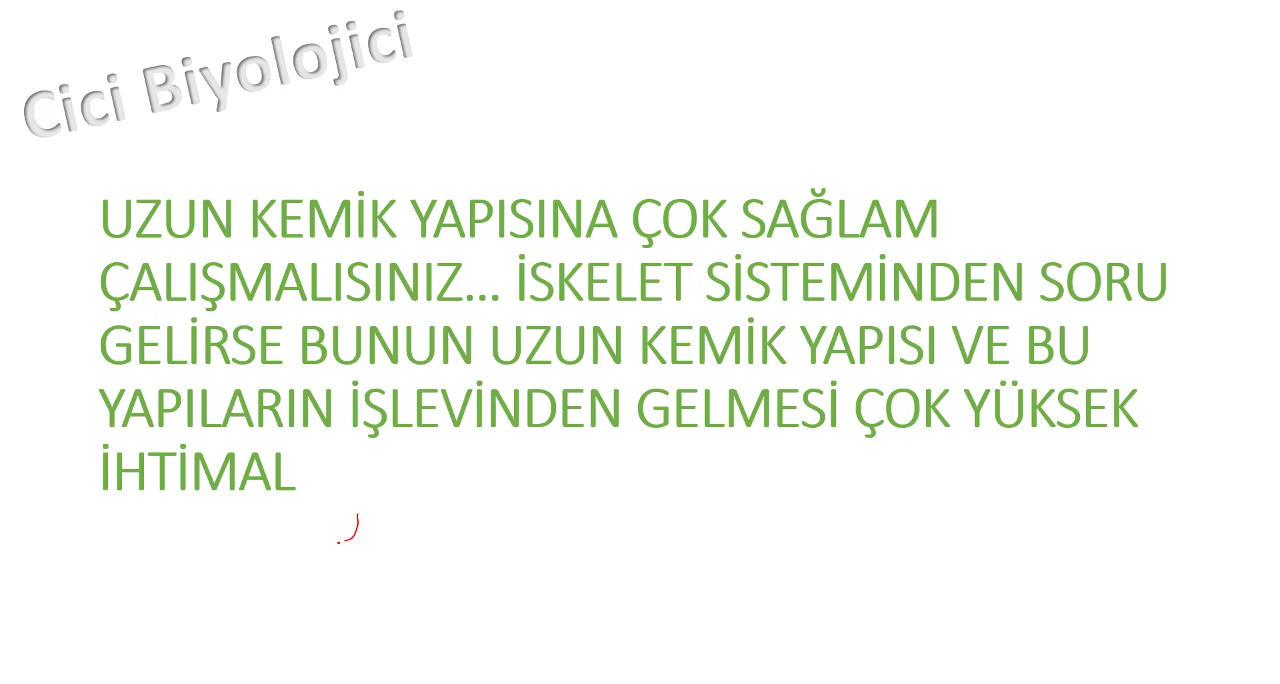 Cici Biyolojici
UZUN KEMİK YAPISINA ÇOK SAĞLAM
ÇALIŞMALISINIZ... İSKELET SİSTEMİNDEN SORU
GELİRSE BUNUN UZUN KEMİK YAPISI VE BU
YAPILARIN İŞLEVİNDEN GELMESİ ÇOK YÜKSEK
İHTİMAL